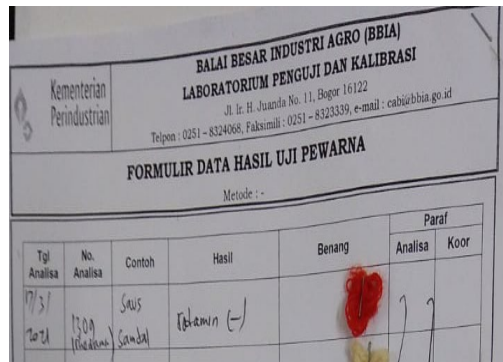 Kementerian
Perindustrian
BALAI BESAR INDUSTRI AGRO (BBIA)
LABORATORIUM PENGUJI DAN KALIBRASI
Jl. Ir. H. Juanda No. 11, Bogor 16122
Telpon : 0251 – 8324068, Faksimili : 0251 – 8323339, e-mail : cabi@bbia.go.id
FORMULIR DATA HASIL UJI PEWARNA
Metode : -
Tgl Analisa
No. Analisa
Contoh
Hasil
Benang
Paraf
Analisa
Koor
17/3/
2021
1309
Saus
Sambal
(-)